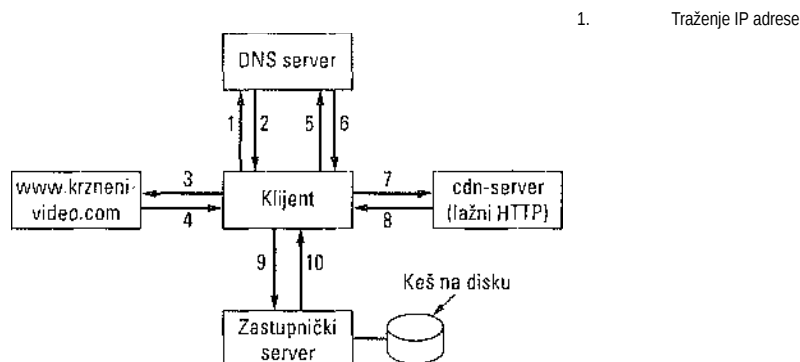 1. Traženje IP adrese
DNS server
1 2 5 6
www.krzneni-
video.com
3
4
Klijent
7
8
cdn-server
(lažni HTTP)
9 10
Keš na disku
Zastupnički
server